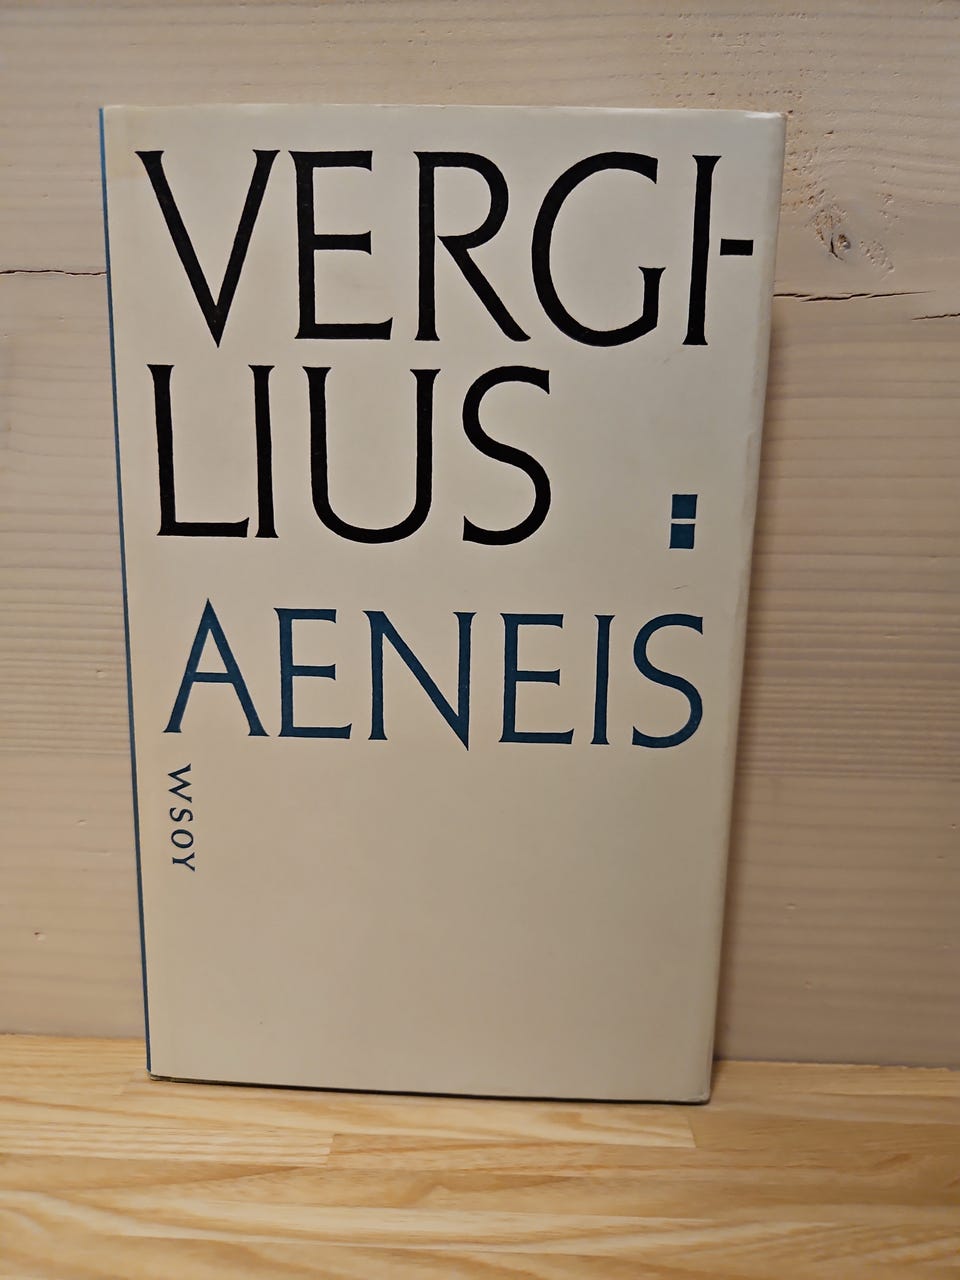 VERGI-
LIUS :
AENEIS
WSOY